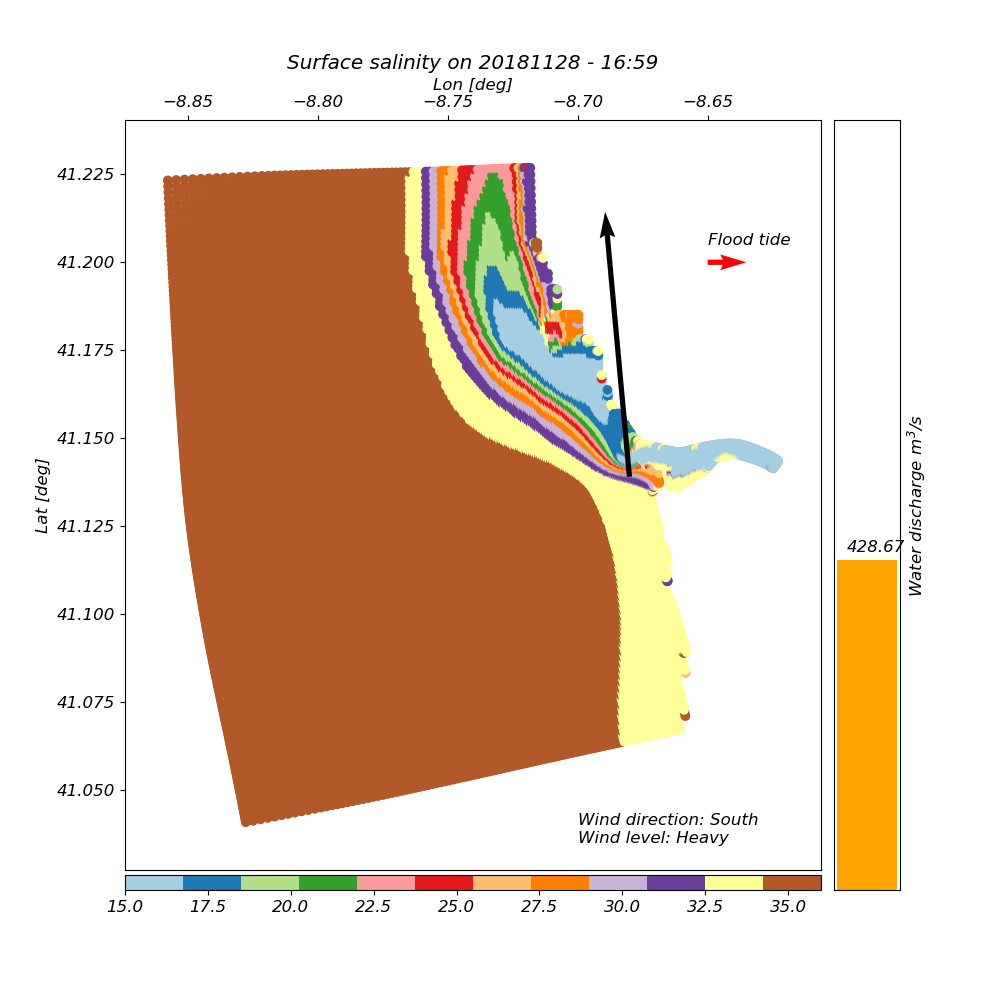 Surface salinity on 20181128 - 16:59
Lon [deg]
−8.85 −8.80 −8.75 −8.70 −8.65
41.225
41.200
41.175
41.150
41.125
41.100
41.075
41.050
Lat [deg]
Flood tide
Wind direction: South
Wind level: Heavy
15.0 17.5 20.0 22.5 25.0 27.5 30.0 32.5 35.0
428.67
Water discharge m³/s